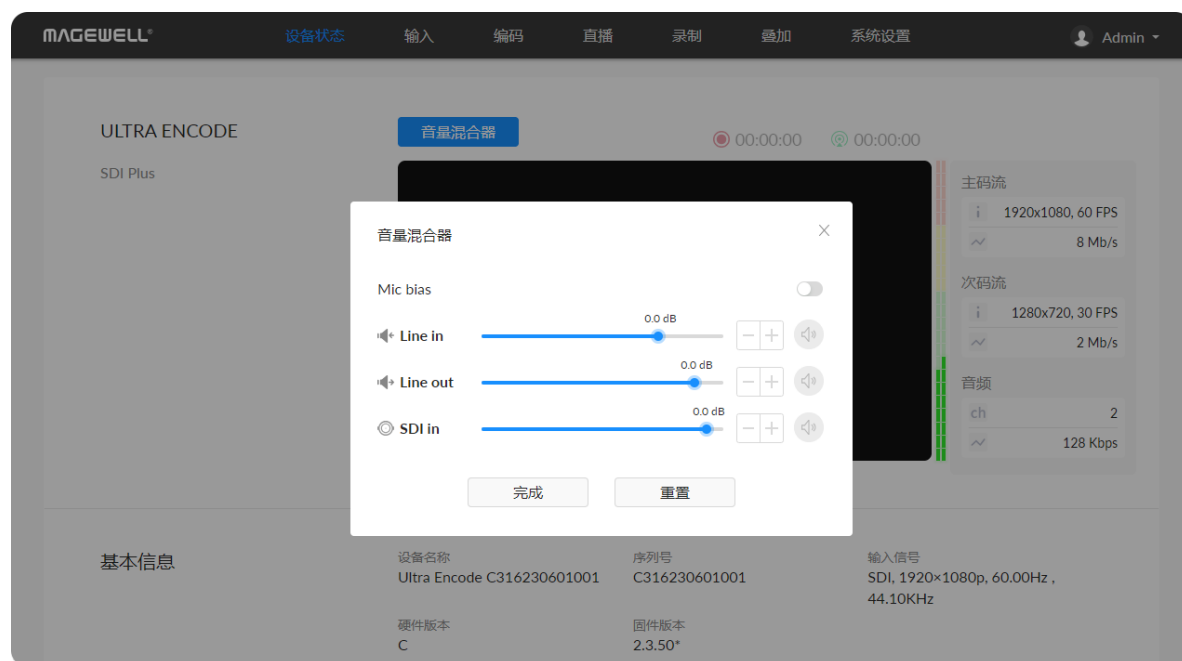 MAGEWELL®
设备状态
输入
编码
直播
录制
叠加
系统设置
Admin
ULTRA ENCODE
SDI Plus
音量混合器
00:00:00
00:00:00
主码流
i 1920x1080, 60 FPS
8 Mb/s
次码流
i 1280x720, 30 FPS
2 Mb/s
音频
ch 2
128 Kbps
音量混合器
Mic bias
0.0 dB
Line in
0.0 dB
Line out
0.0 dB
SDI in
完成
重置
基本信息
设备名称
Ultra Encode C316230601001
序列号
C316230601001
输入信号
SDI, 1920×1080p, 60.00Hz ,
44.10KHz
硬件版本
C
固件版本
2.3.50*